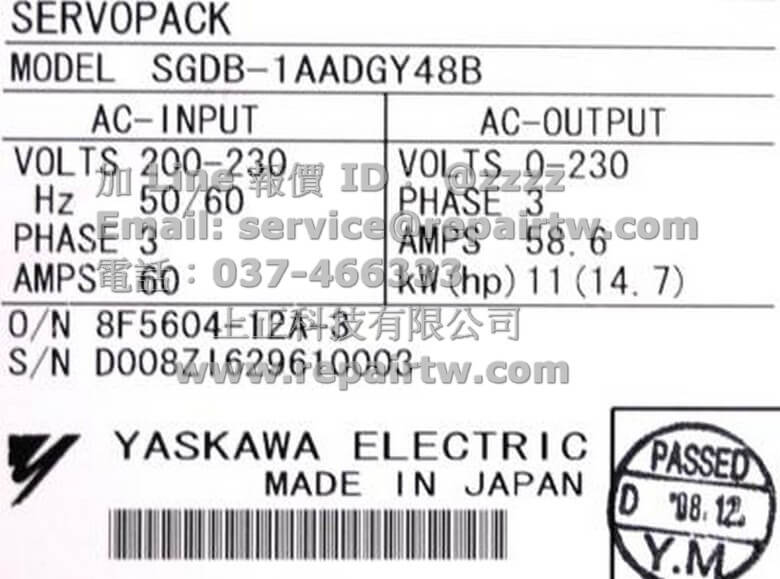 SERVOPACK
MODEL SGDB-1AADGY48B
AC-INPUT
VOLTS 200-230
Hz 50/60
PHASE 3
AMPS 60
AC-OUTPUT
VOLTS 0-230
PHASE 3
AMPS 58.6
kW(hp) 11(14.7)
加 Line 報價 ID : @zzzz
Email: service@repairtw.com
電話：037-466333
上正科技有限公司
www.repairtw.com
O/N 8F5604-12A-3
S/N D008Z1629610003
YASKAWA ELECTRIC
MADE IN JAPAN
PASSED
D '08.12.
Y.M